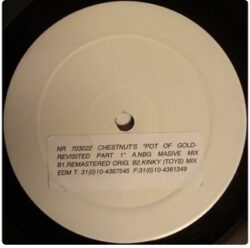 NR 703022 CHESTNUT'S "POT OF GOLD-
REVISITED PART 1" A.NBG MASIVE MIX
B1.REMASTERED ORIG. B2.KINKY (TOYS) MIX
EDM T: 31(0)10-4367545 F:31(0)10-4361349